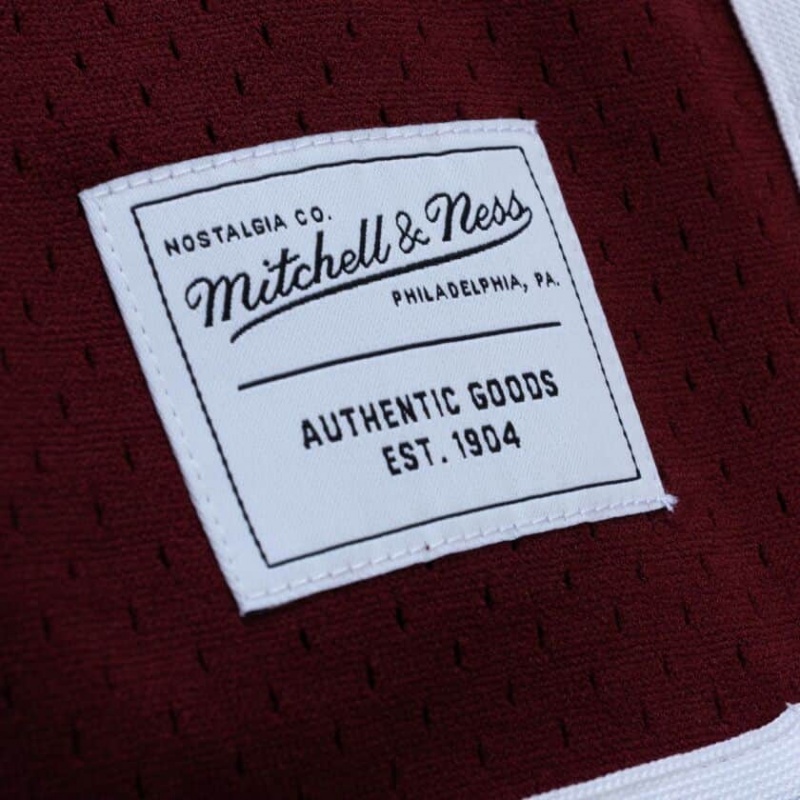 NOSTALGIA CO.
Mitchell & Ness
PHILADELPHIA, PA.
AUTHENTIC GOODS
EST. 1904